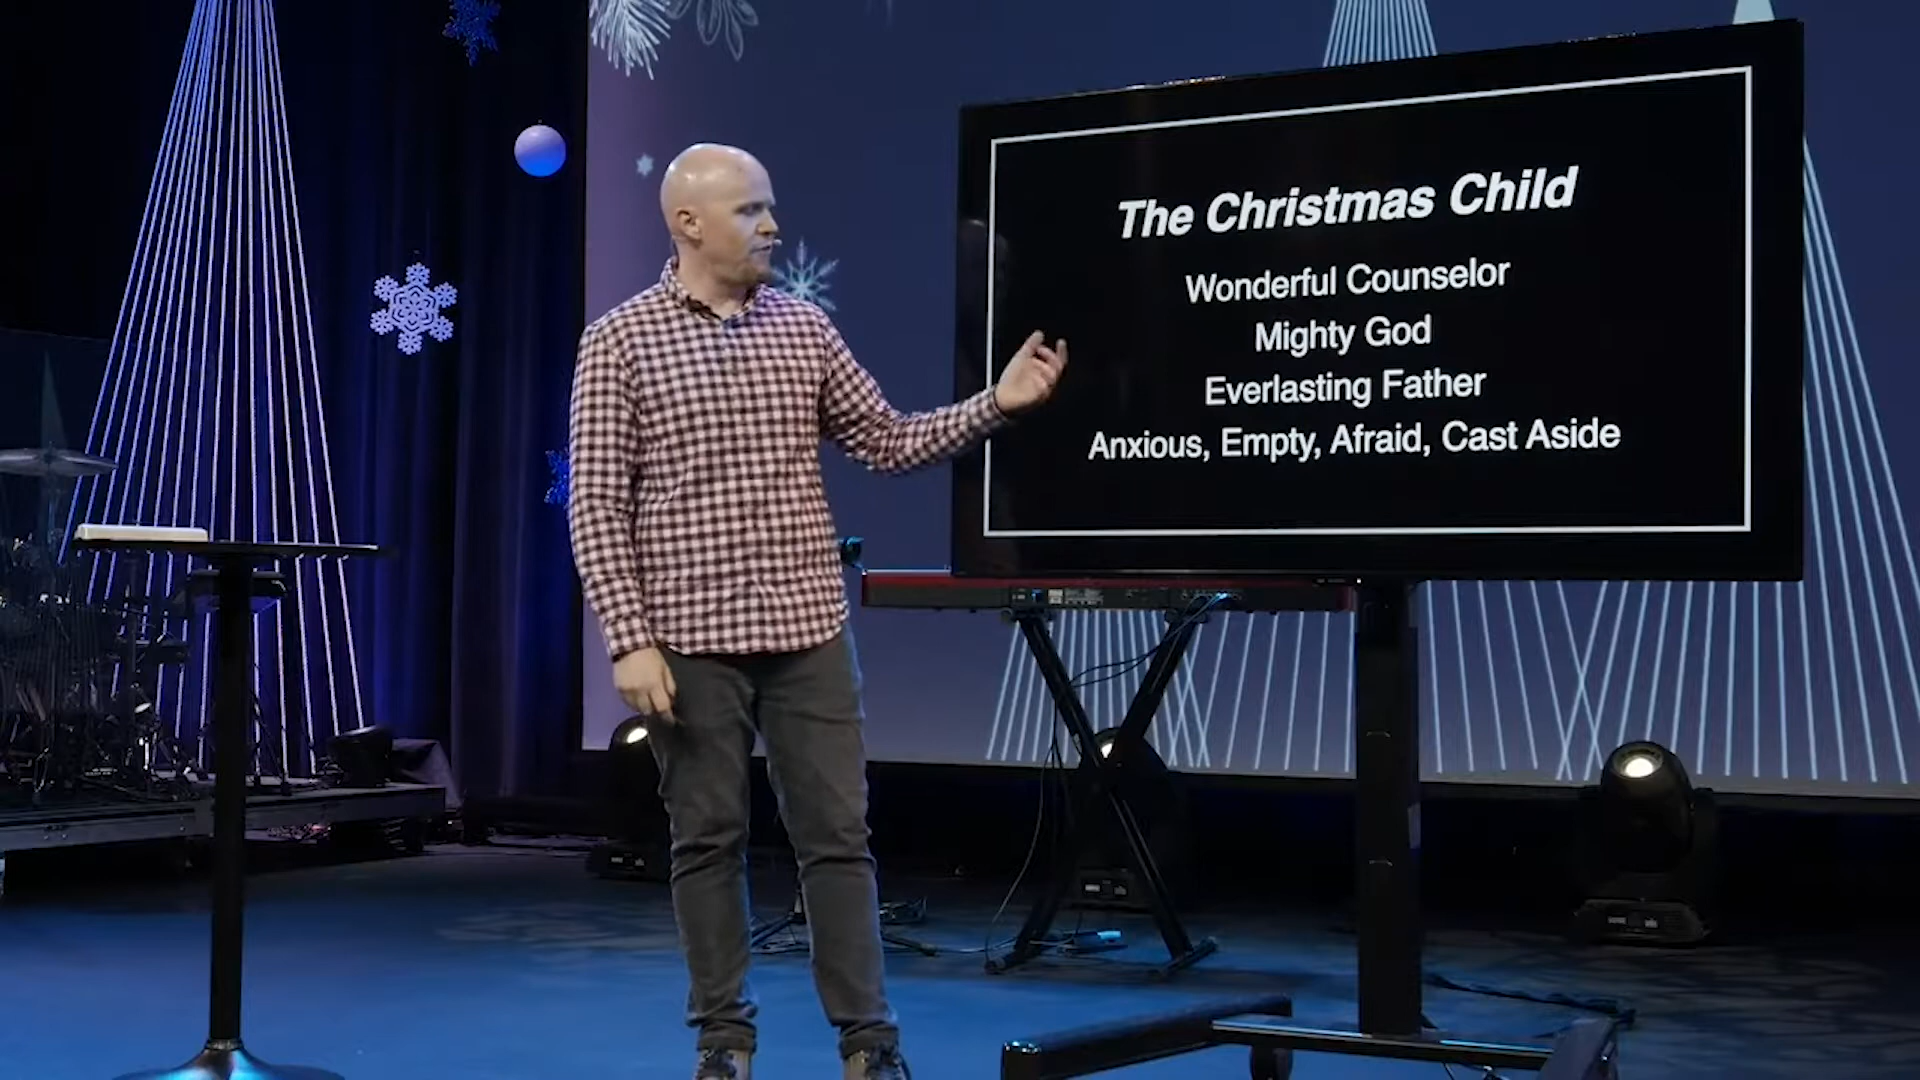 The Christmas Child
Wonderful Counselor
Mighty God
Everlasting Father
Anxious, Empty, Afraid, Cast Aside